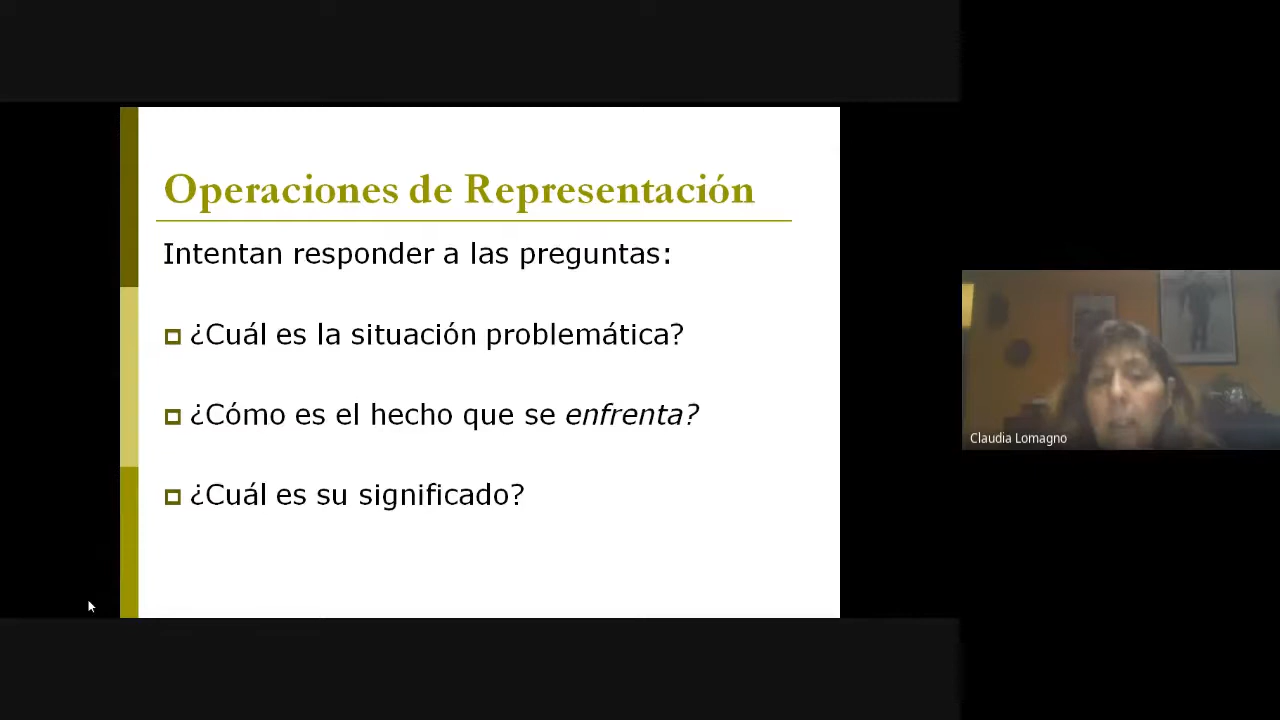 Operaciones de Representación
Intentan responder a las preguntas:
¿Cuál es la situación problemática?
¿Cómo es el hecho que se enfrenta?
¿Cuál es su significado?
Claudia Lomagno